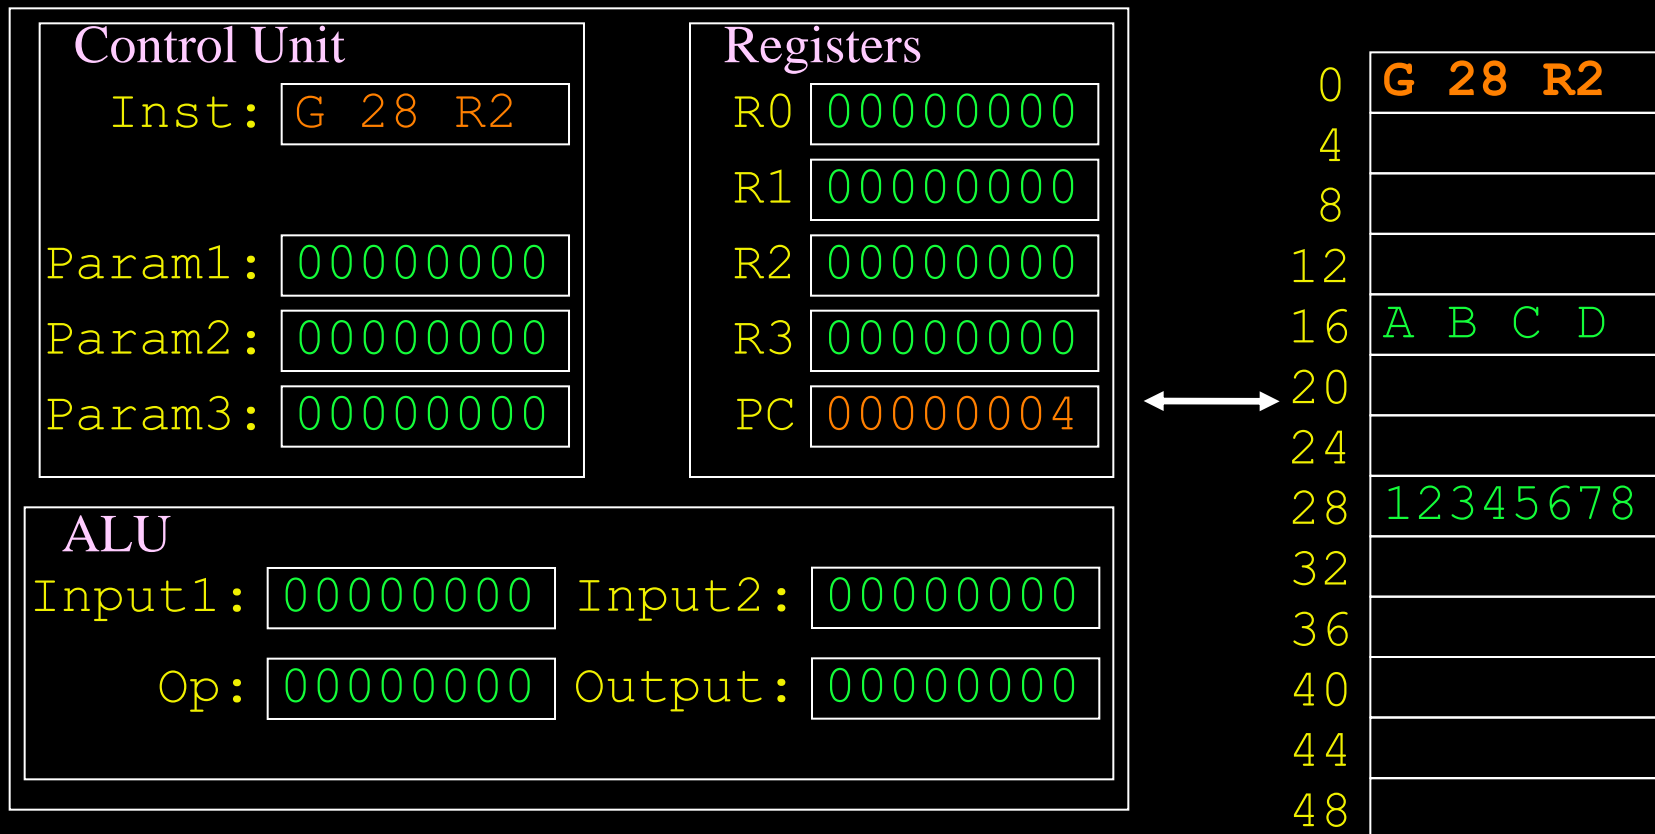 Control Unit
Inst: G 28 R2
Param1: 00000000
Param2: 00000000
Param3: 00000000
Registers
R0 00000000
R1 00000000
R2 00000000
R3 00000000
PC 00000004
ALU
Input1: 00000000 Input2: 00000000
Op: 00000000 Output: 00000000
0 G 28 R2
4
8
12
16 A B C D
20
24
28 12345678
32
36
40
44
48